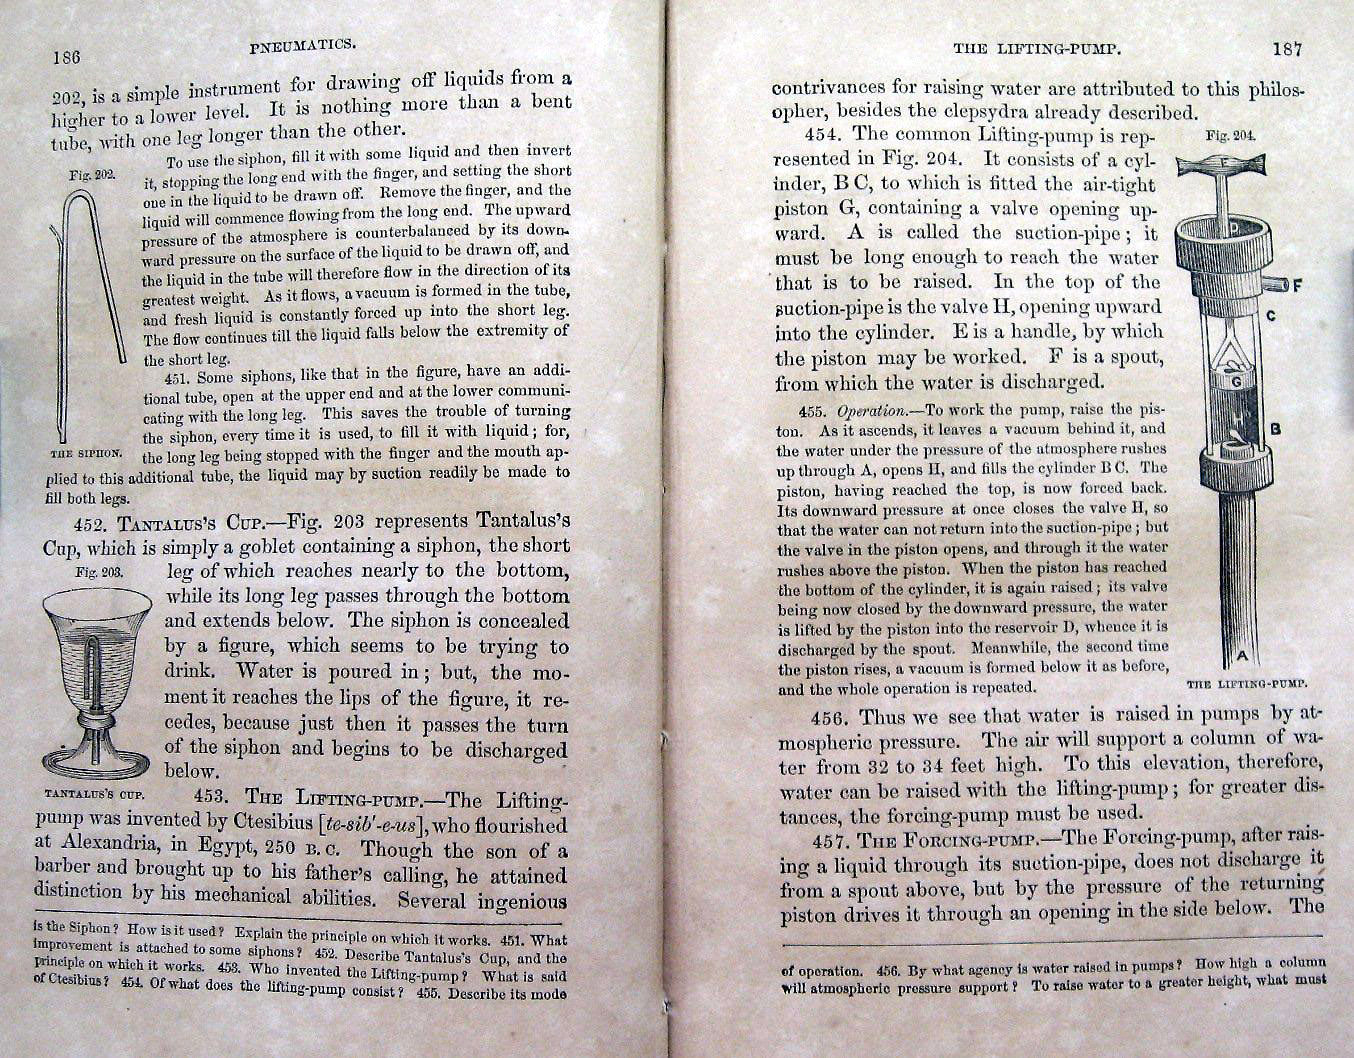 186
PNEUMATICS.
202, is a simple instrument for drawing off liquids from a
higher to a lower level. It is nothing more than a bent
tube, with one leg longer than the other.
Fig. 202.
To use the siphon, fill it with some liquid and then invert
it, stopping the long end with the finger, and setting the short
one in the liquid to be drawn off. Remove the finger, and the
liquid will commence flowing from the long end. The upward
pressure of the atmosphere is counterbalanced by its down-
ward pressure on the surface of the liquid to be drawn off, and
the liquid in the tube will therefore flow in the direction of its
greatest weight. As it flows, a vacuum is formed in the tube,
and fresh liquid is constantly forced up into the short leg.
The flow continues till the liquid falls below the extremity of
the short leg.
451. Some siphons, like that in the figure, have an addi-
tional tube, open at the upper end and at the lower communi-
cating with the long leg. This saves the trouble of turning
the siphon, every time it is used, to fill it with liquid; for,
THE SIPHON.
the long leg being stopped with the finger and the mouth ap-
plied to this additional tube, the liquid may by suction readily be made to
fill both legs.
452. TANTALUS'S CUP.—Fig. 203 represents Tantalus's
Cup, which is simply a goblet containing a siphon, the short
Fig. 203.
leg of which reaches nearly to the bottom,
while its long leg passes through the bottom
and extends below. The siphon is concealed
by a figure, which seems to be trying to
drink. Water is poured in; but, the mo-
ment it reaches the lips of the figure, it re-
cedes, because just then it passes the turn
of the siphon and begins to be discharged
below.
TANTALUS'S CUP.
453. THE LIFTING-PUMP.—The Lifting-
pump was invented by Ctesibius [te-sib'-e-us], who flourished
at Alexandria, in Egypt, 250 B. C. Though the son of a
barber and brought up to his father's calling, he attained
distinction by his mechanical abilities. Several ingenious
is the Siphon? How is it used? Explain the principle on which it works. 451. What
improvement is attached to some siphons? 452. Describe Tantalus's Cup, and the
principle on which it works. 453. Who invented the Lifting-pump? What is said
of Ctesibius? 454. Of what does the lifting-pump consist? 455. Describe its mode
THE LIFTING-PUMP.
187
contrivances for raising water are attributed to this philos-
opher, besides the clepsydra already described.
454. The common Lifting-pump is rep-
resented in Fig. 204. It consists of a cyl-
inder, B C, to which is fitted the air-tight
piston G, containing a valve opening up-
ward. A is called the suction-pipe; it
must be long enough to reach the water
that is to be raised. In the top of the
suction-pipe is the valve H, opening upward
into the cylinder. E is a handle, by which
the piston may be worked. F is a spout,
from which the water is discharged.
Fig. 204.
E
D
F
C
G
H
B
A
THE LIFTING-PUMP.
455. Operation.—To work the pump, raise the pis-
ton. As it ascends, it leaves a vacuum behind it, and
the water under the pressure of the atmosphere rushes
up through A, opens H, and fills the cylinder B C. The
piston, having reached the top, is now forced back.
Its downward pressure at once closes the valve H, so
that the water can not return into the suction-pipe; but
the valve in the piston opens, and through it the water
rushes above the piston. When the piston has reached
the bottom of the cylinder, it is again raised; its valve
being now closed by the downward pressure, the water
is lifted by the piston into the reservoir D, whence it is
discharged by the spout. Meanwhile, the second time
the piston rises, a vacuum is formed below it as before,
and the whole operation is repeated.
456. Thus we see that water is raised in pumps by at-
mospheric pressure. The air will support a column of wa-
ter from 32 to 34 feet high. To this elevation, therefore,
water can be raised with the lifting-pump; for greater dis-
tances, the forcing-pump must be used.
457. THE FORCING-PUMP.—The Forcing-pump, after rais-
ing a liquid through its suction-pipe, does not discharge it
from a spout above, but by the pressure of the returning
piston drives it through an opening in the side below. The
of operation. 456. By what agency is water raised in pumps? How high a column
will atmospheric pressure support? To raise water to a greater height, what must